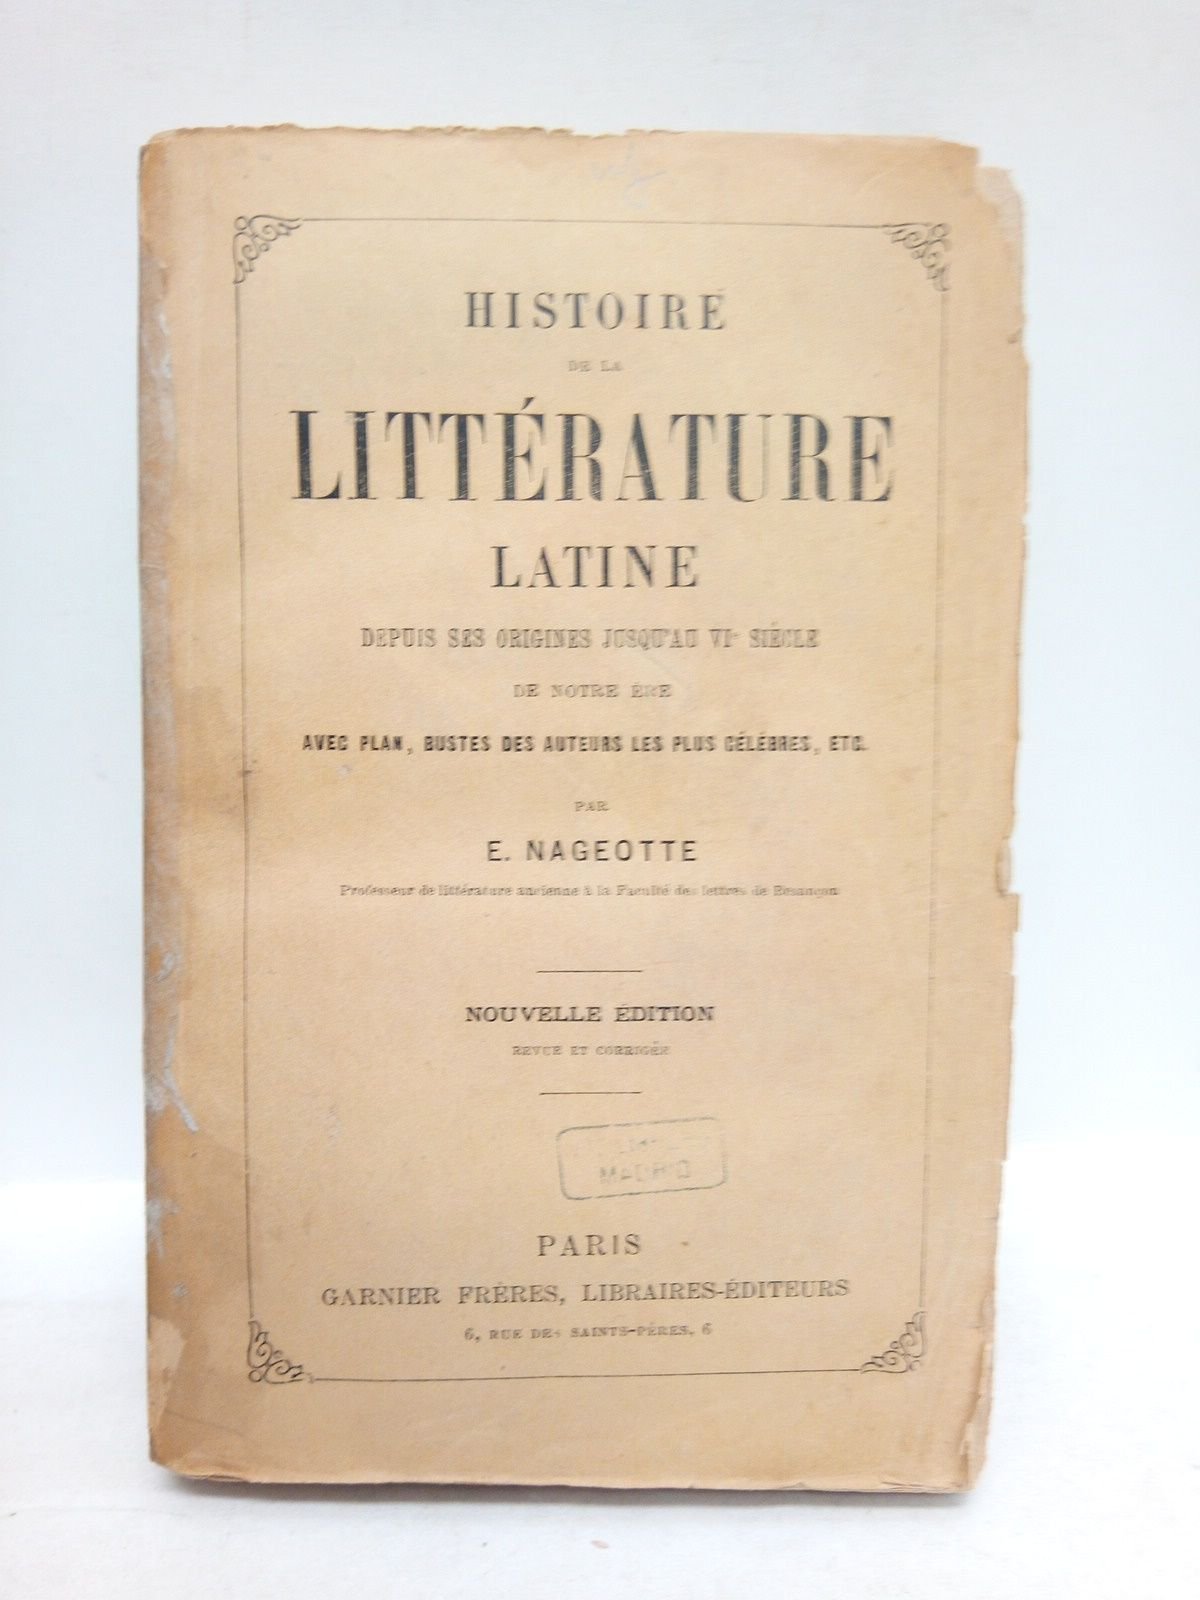 HISTOIRE
DE LA
LITTÉRATURE
LATINE
DEPUIS SES ORIGINES JUSQU'AU VIe SIÈCLE
DE NOTRE ÈRE
AVEC PLAN, BUSTES DES AUTEURS LES PLUS CÉLÈBRES, ETC.
PAR
E. NAGEOTTE
Professeur de littérature ancienne à la Faculté des lettres de Besançon
NOUVELLE ÉDITION
REVUE ET CORRIGÉE
MADRID
PARIS
GARNIER FRÈRES, LIBRAIRES-ÉDITEURS
6, RUE DES SAINTS-PÈRES, 6